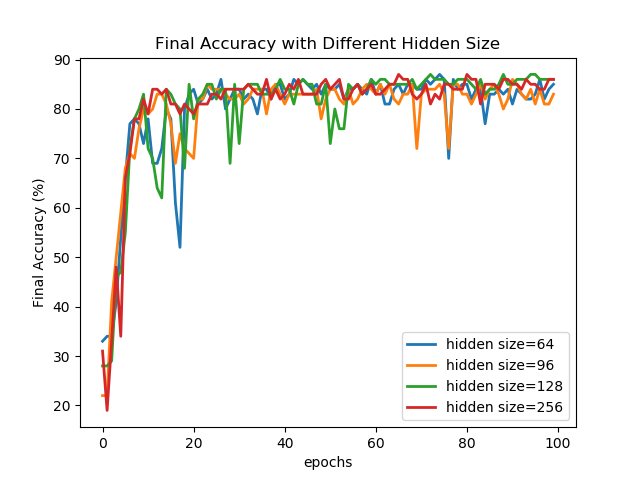 Final Accuracy with Different Hidden Size
90
80
70
60
50
40
30
20
Final Accuracy (%)
0 20 40 60 80 100
epochs
hidden size=64
hidden size=96
hidden size=128
hidden size=256